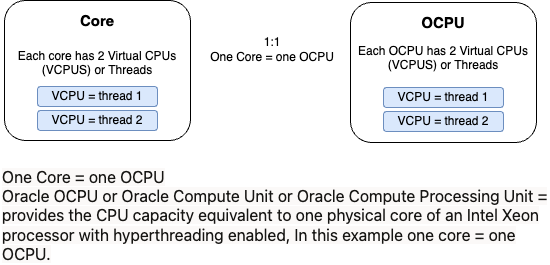 Core
Each core has 2 Virtual CPUs
(VCPUS) or Threads
VCPU = thread 1
VCPU = thread 2
1:1
One Core = one OCPU
OCPU
Each OCPU has 2 Virtual CPUs
(VCPUS) or Threads
VCPU = thread 1
VCPU = thread 2
One Core = one OCPU
Oracle OCPU or Oracle Compute Unit or Oracle Compute Processing Unit =
provides the CPU capacity equivalent to one physical core of an Intel Xeon
processor with hyperthreading enabled, In this example one core = one
OCPU.